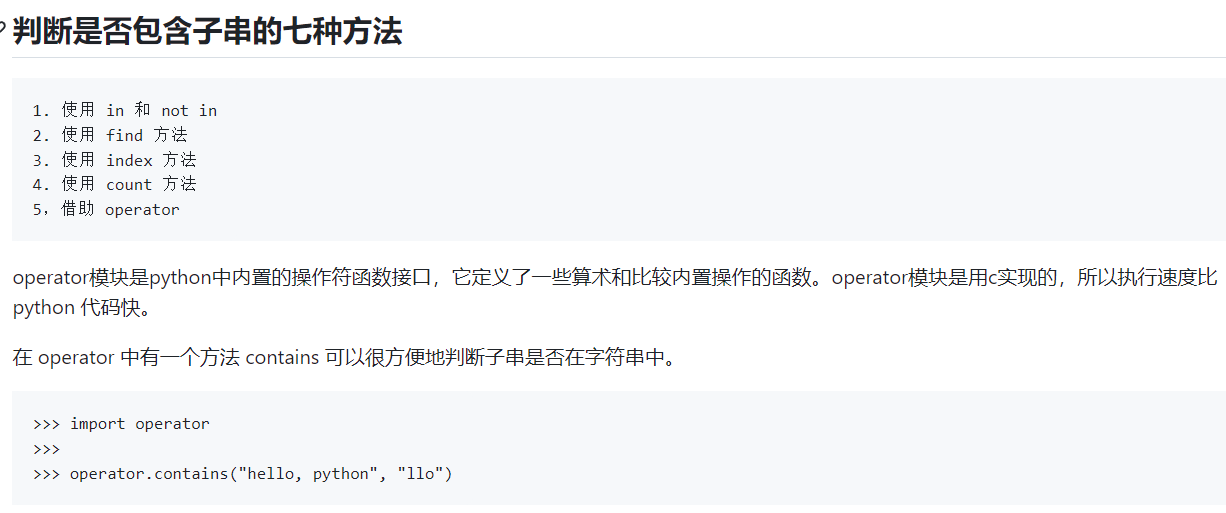 判断是否包含子串的七种方法
1. 使用 in 和 not in
2. 使用 find 方法
3. 使用 index 方法
4. 使用 count 方法
5，借助 operator
operator模块是python中内置的操作符函数接口，它定义了一些算术和比较内置操作的函数。operator模块是用c实现的，所以执行速度比
python 代码快。
在 operator 中有一个方法 contains 可以很方便地判断子串是否在字符串中。
>>> import operator
>>>
>>> operator.contains("hello, python", "llo")